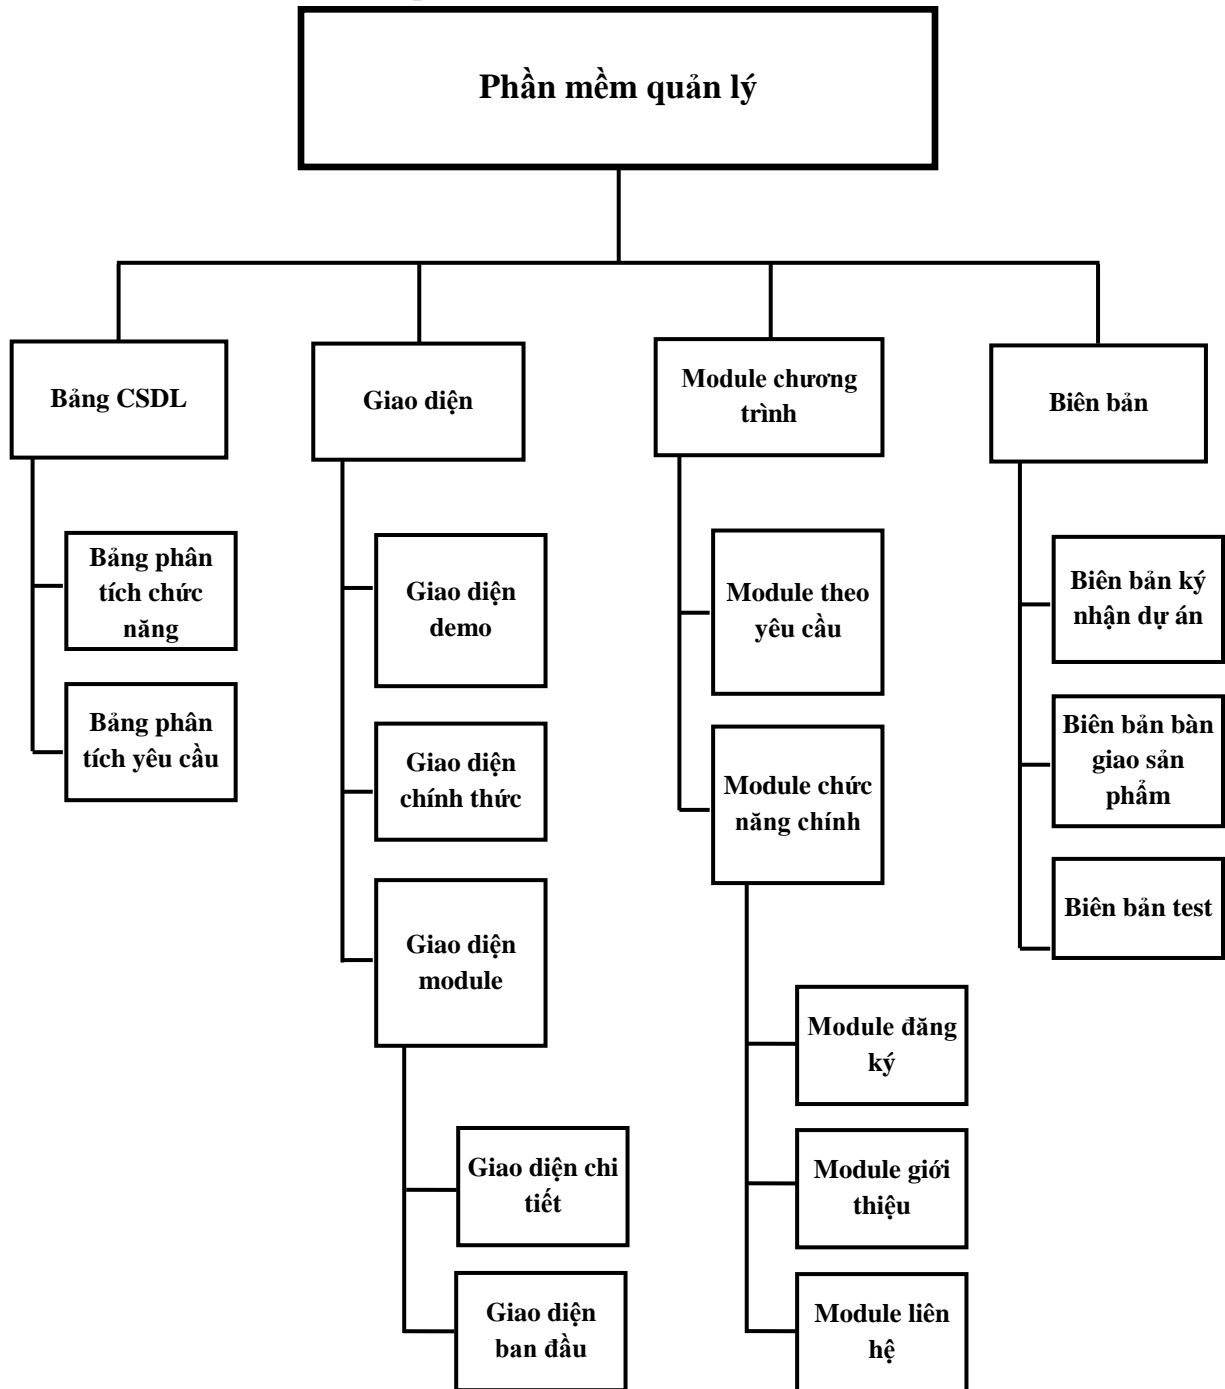 Phần mềm quản lý
Bảng CSDL
Giao diện
Module chương
trình
Biên bản
Bảng phân
tích chức
năng
Bảng phân
tích yêu cầu
Giao diện
demo
Giao diện
chính thức
Giao diện
module
Giao diện chi
tiết
Giao diện
ban đầu
Module theo
yêu cầu
Module chức
năng chính
Module đăng
ký
Module giới
thiệu
Module liên
hệ
Biên bản ký
nhận dự án
Biên bản bàn
giao sản
phẩm
Biên bản test